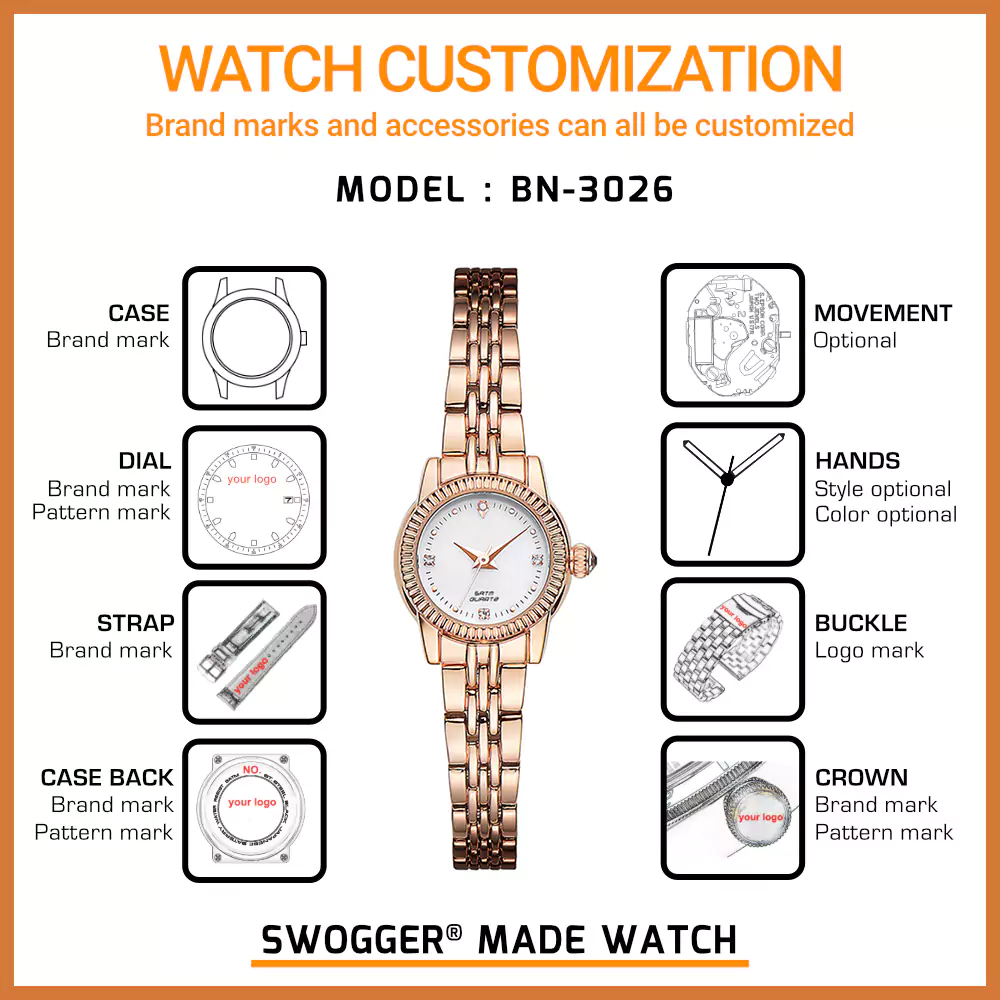 WATCH CUSTOMIZATION
Brand marks and accessories can all be customized
MODEL : BN-3026
CASE
Brand mark
DIAL
Brand mark
Pattern mark
your logo
7
STRAP
Brand mark
your logo
CASE BACK
Brand mark
Pattern mark
NO.
your logo
5ATM
QUARTZ
MOVEMENT
Optional
HANDS
Style optional
Color optional
BUCKLE
Logo mark
your logo
CROWN
Brand mark
Pattern mark
your logo
SWOGGER® MADE WATCH